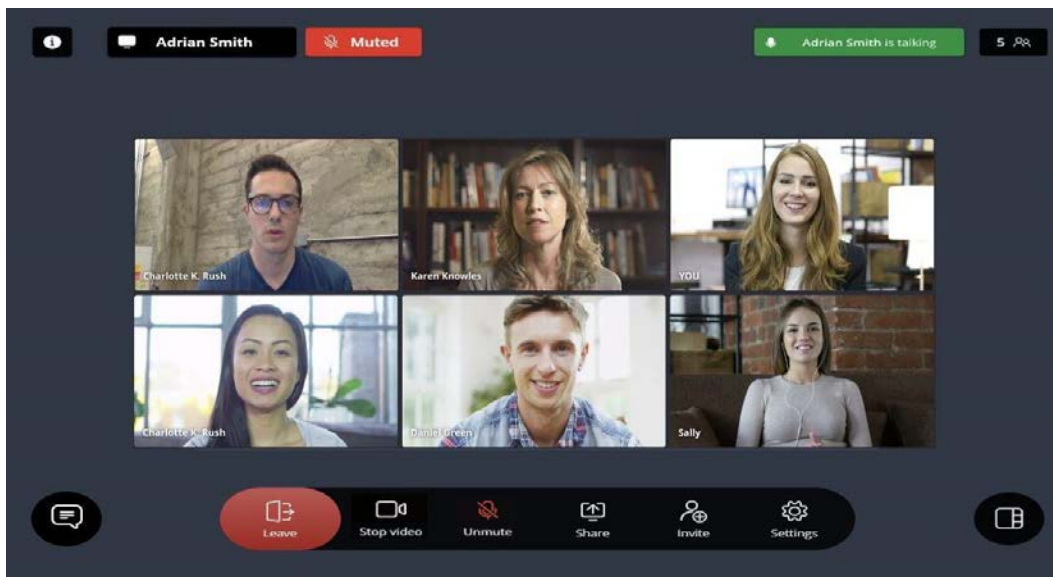 Adrian Smith
Muted
Adrian Smith is talking
5
Charlotte K. Rush
Karen Knowles
YOU
Charlotte K. Rush
Daniel Green
Sally
Leave
Stop video
Unmute
Share
Invite
Settings